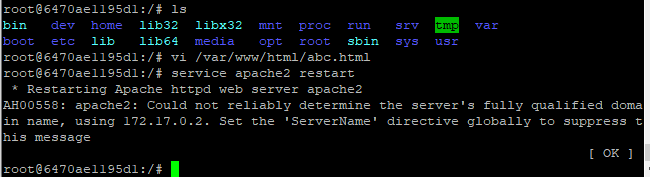 root@6470ae1195d1:/# ls
bin dev home lib32 libx32 mnt proc run srv tmp var
boot etc lib lib64 media opt root sbin sys usr
root@6470ae1195d1:/# vi /var/www/html/abc.html
root@6470ae1195d1:/# service apache2 restart
* Restarting Apache httpd web server apache2
AH00558: apache2: Could not reliably determine the server's fully qualified doma
in name, using 172.17.0.2. Set the 'ServerName' directive globally to suppress t
his message
[ OK ]
root@6470ae1195d1:/#